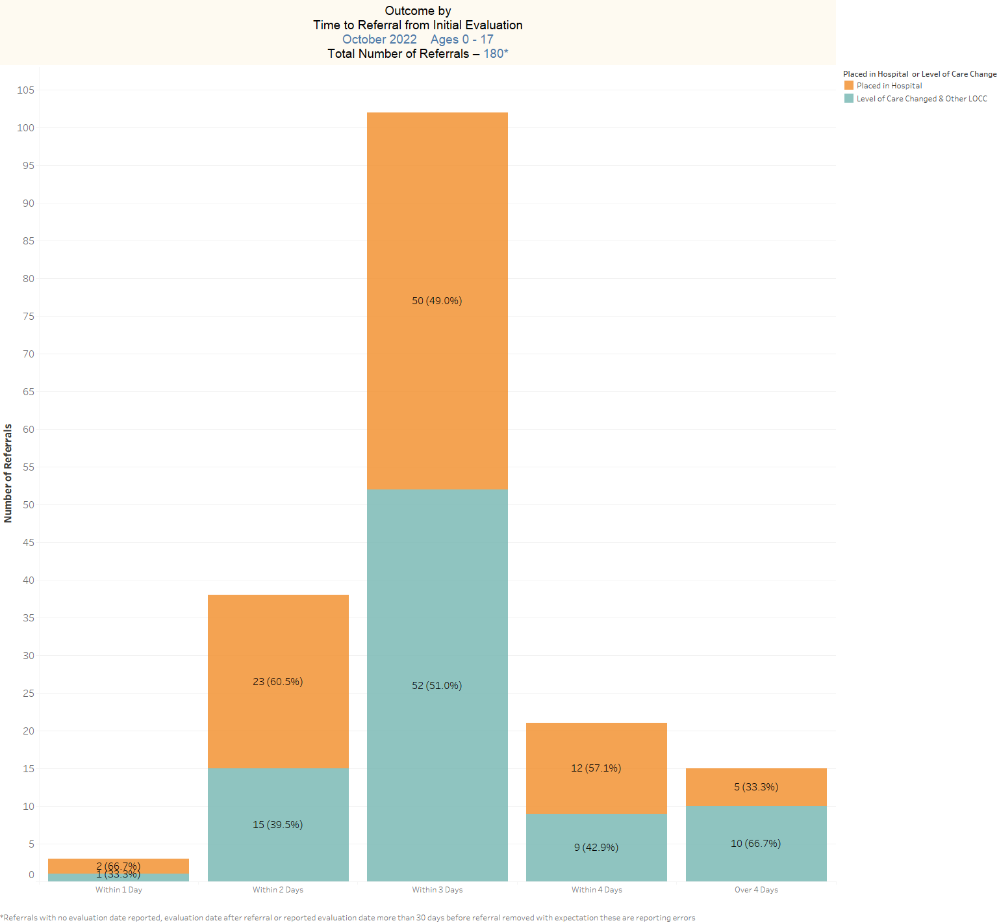 Outcome by
Time to Referral from Initial Evaluation
October 2022 Ages 0 - 17
Total Number of Referrals – 180*
Placed in Hospital or Level of Care Change
Placed in Hospital
Level of Care Changed & Other LOCC
Number of Referrals
105
100
95
90
85
80
75
70
65
60
55
50
45
40
35
30
25
20
15
10
5
0
2 (66.7%)
1 (33.3%)
23 (60.5%)
15 (39.5%)
50 (49.0%)
52 (51.0%)
12 (57.1%)
9 (42.9%)
5 (33.3%)
10 (66.7%)
Within 1 Day
Within 2 Days
Within 3 Days
Within 4 Days
Over 4 Days
*Referrals with no evaluation date reported, evaluation date after referral or reported evaluation date more than 30 days before referral removed with expectation these are reporting errors